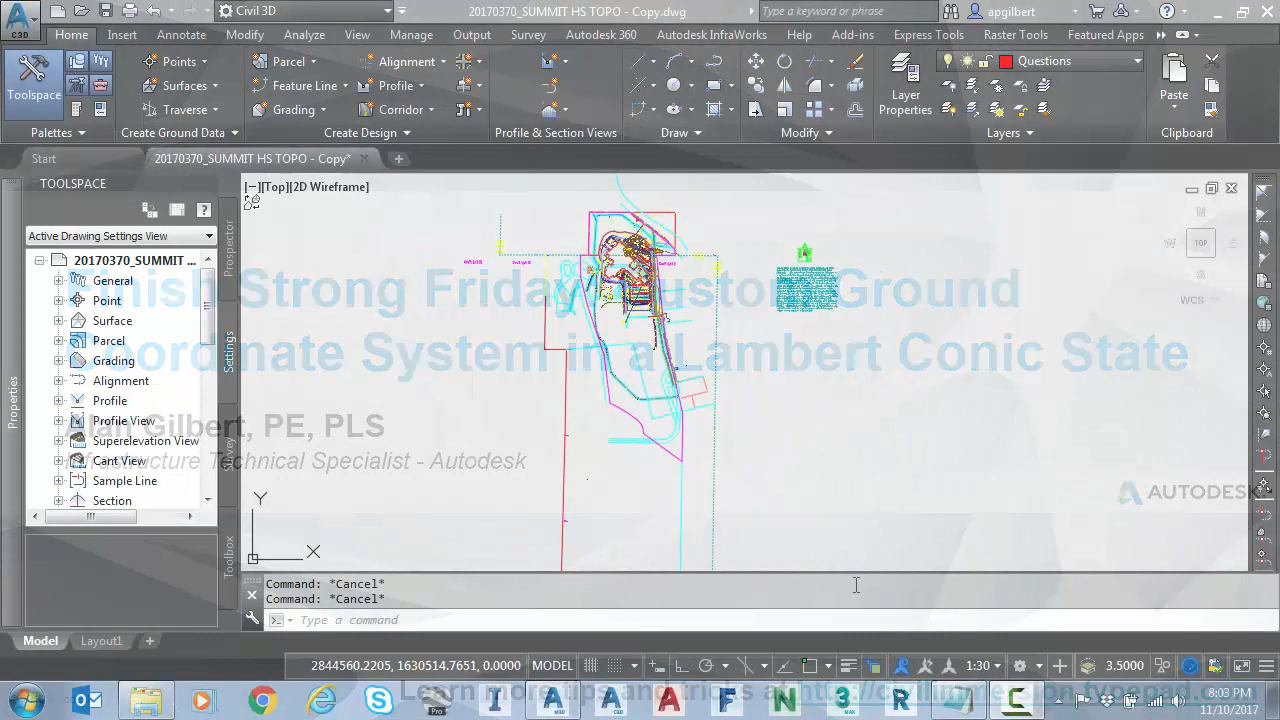 Civil 3D
20170370_SUMMIT HS TOPO - Copy.dwg
Type a keyword or phrase
apgilbert
C3D
Home Insert Annotate Modify Analyze View Manage Output Survey Autodesk 360 Autodesk InfraWorks Help Add-ins Express Tools Raster Tools Featured Apps
Toolspace
Points
Surfaces
Traverse
Parcel
Feature Line
Grading
Alignment
Profile
Corridor
Layer Properties
Questions
Paste
Palettes Create Ground Data Create Design Profile & Section Views Draw Modify Layers Clipboard
Start 20170370_SUMMIT HS TOPO - Copy*
TOOLSPACE
[−][Top][2D Wireframe]
Active Drawing Settings View
20170370_SUMMIT ...
General
Point
Surface
Parcel
Grading
Alignment
Profile
Profile View
Superelevation View
Cant View
Sample Line
Section
Properties
Prospector
Settings
Survey
Toolbox
N
W TOP E
S
WCS
Finish Strong Friday Custom Ground
Coordinate System in a Lambert Conic State
Alan Gilbert, PE, PLS
Infrastructure Technical Specialist - Autodesk
AUTODESK
Y
X
Command: *Cancel*
Command: *Cancel*
Type a command
Model Layout1
2844560.2205, 1630514.7651, 0.0000 MODEL 1:30 3.5000
Learn more tips and tricks at
8:03 PM
11/10/2017